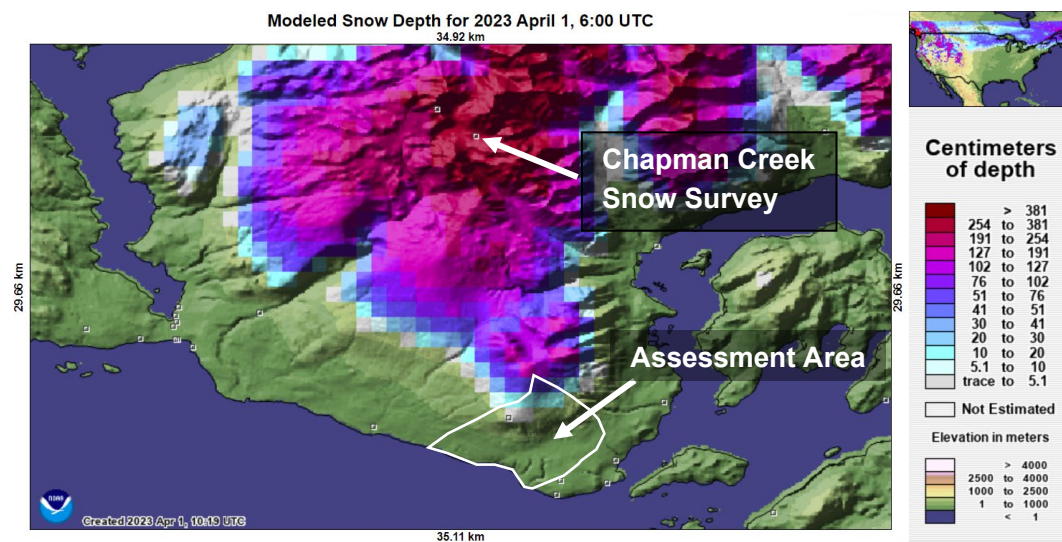 Modeled Snow Depth for 2023 April 1, 6:00 UTC
34.92 km
29.66 km
29.66 km
Chapman Creek
Snow Survey
Assessment Area
NOAA
Created 2023 Apr 1, 10:19 UTC
35.11 km
Centimeters
of depth
> 381
254 to 381
191 to 254
127 to 191
102 to 127
76 to 102
51 to 76
41 to 51
30 to 41
20 to 30
10 to 20
5.1 to 10
trace to 5.1
Not Estimated
Elevation in meters
> 4000
2500 to 4000
1000 to 2500
1 to 1000
< 1